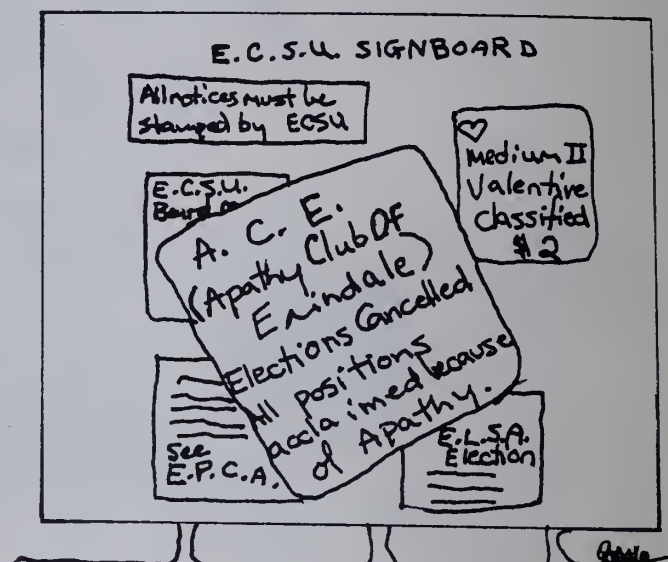 E.C.S.U. SIGNBOARD
All notices must be
stamped by ECSU
♡
Medium II
Valentine
Classified
$2
E.C.S.U.
Board
A. C. E.
(Apathy Club Of
Erindale)
Elections Cancelled
All positions
acclaimed because
of Apathy.
See
E.P.C.A.
E.L.S.A.
Election